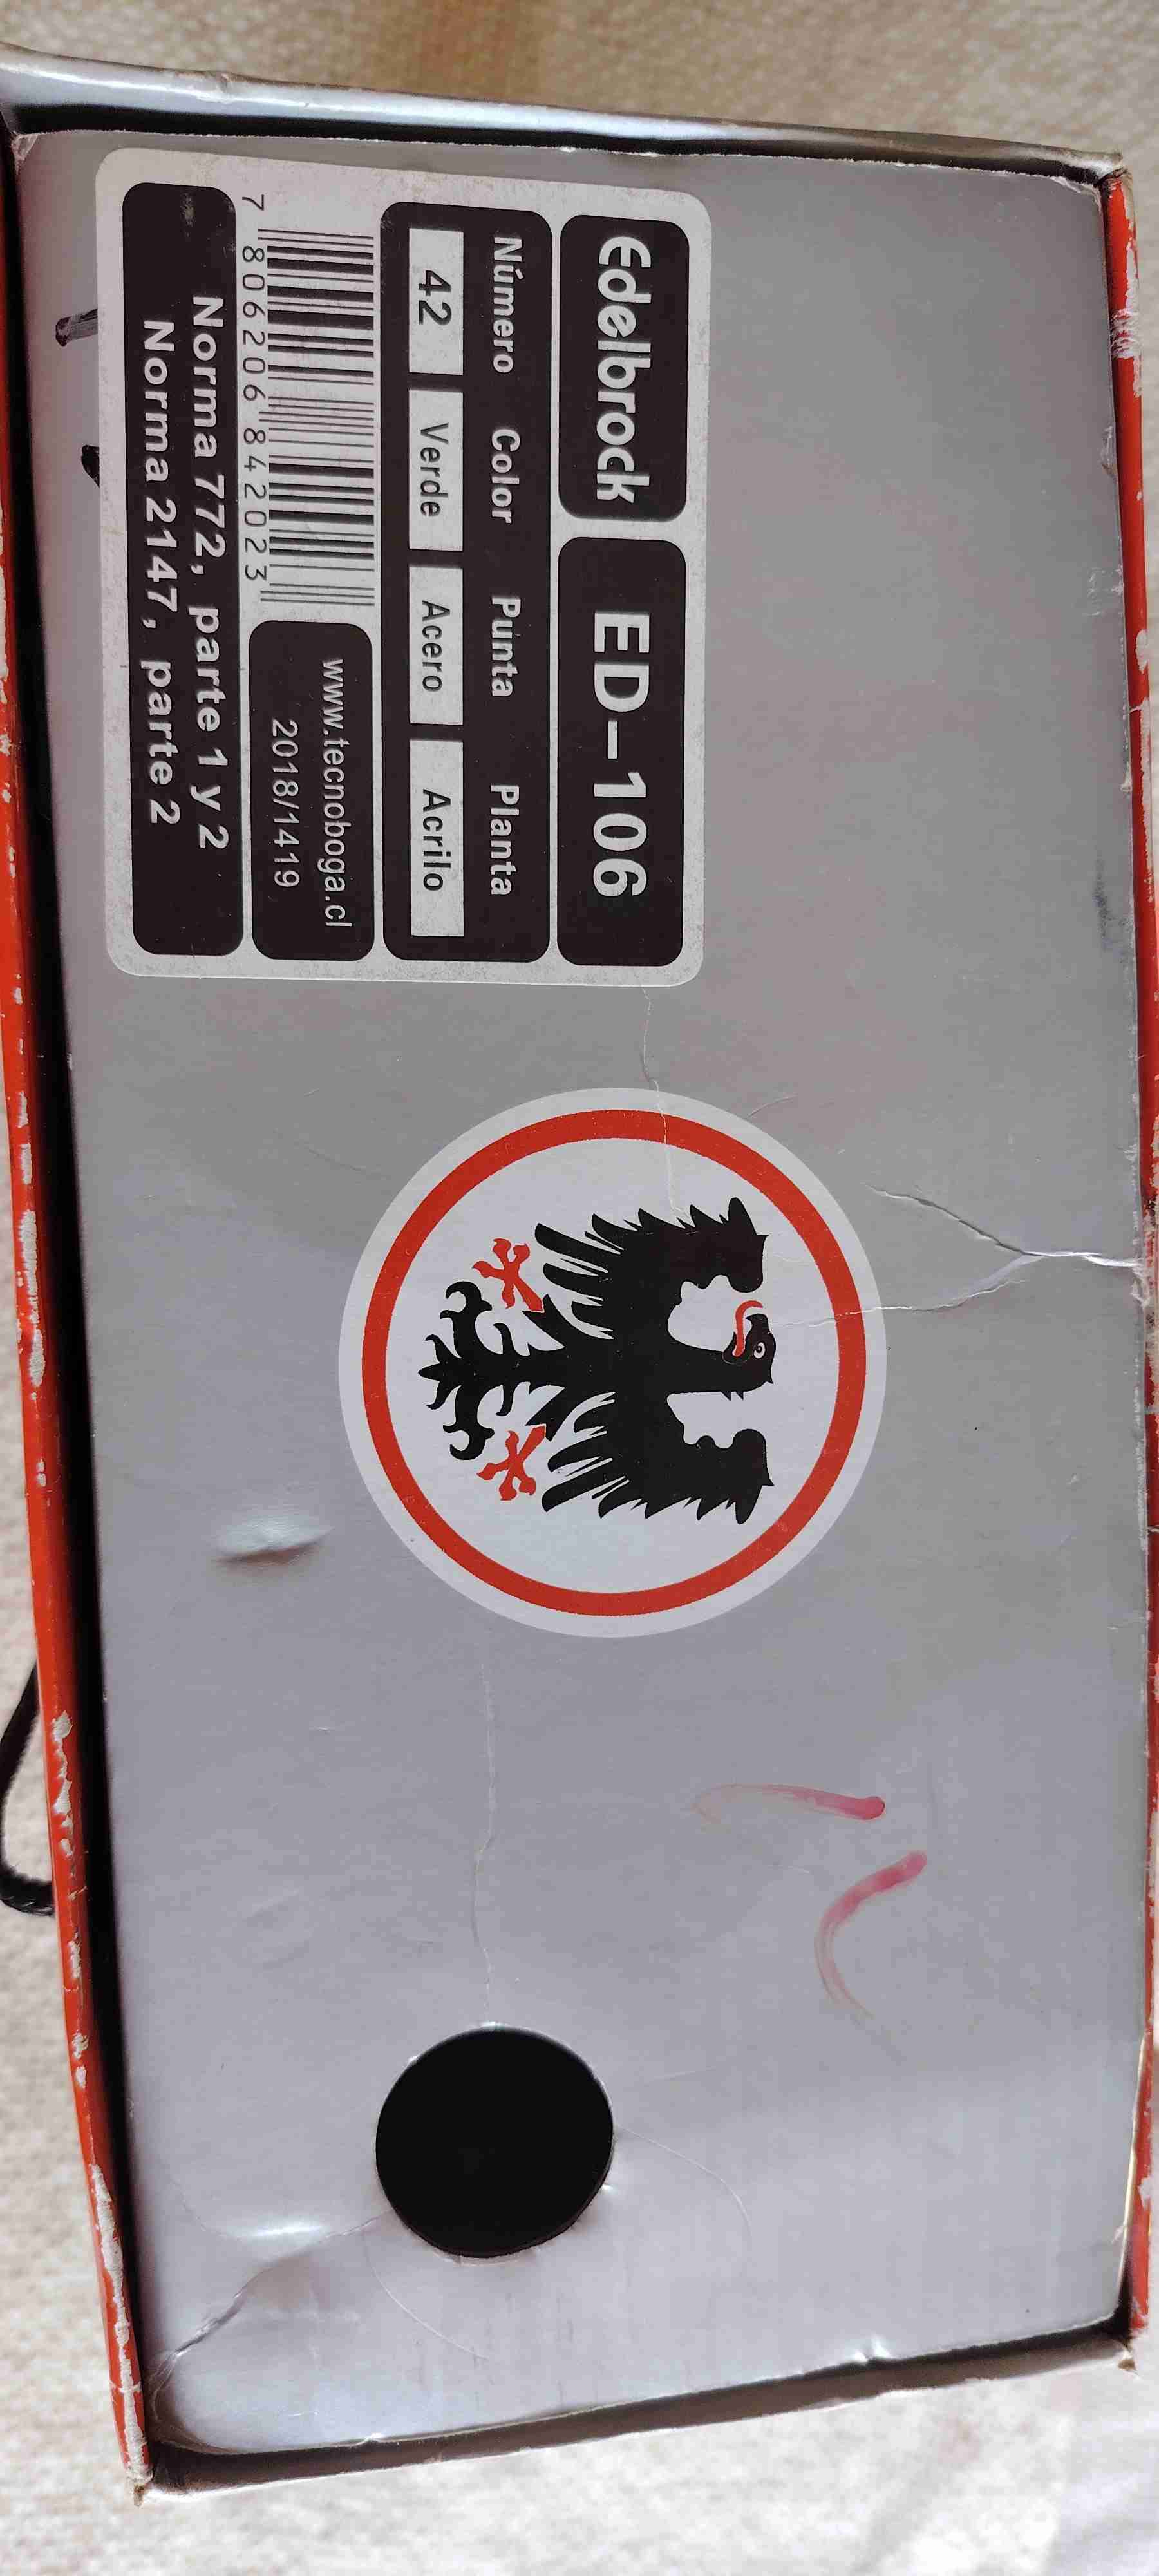 Edelbrock ED-106
Número Color Punta Planta
42 Verde Acero Acrilo
7 806206 842023
www.tecnoboga.cl
2018/1419
Norma 772, parte 1 y 2
Norma 2147, parte 2